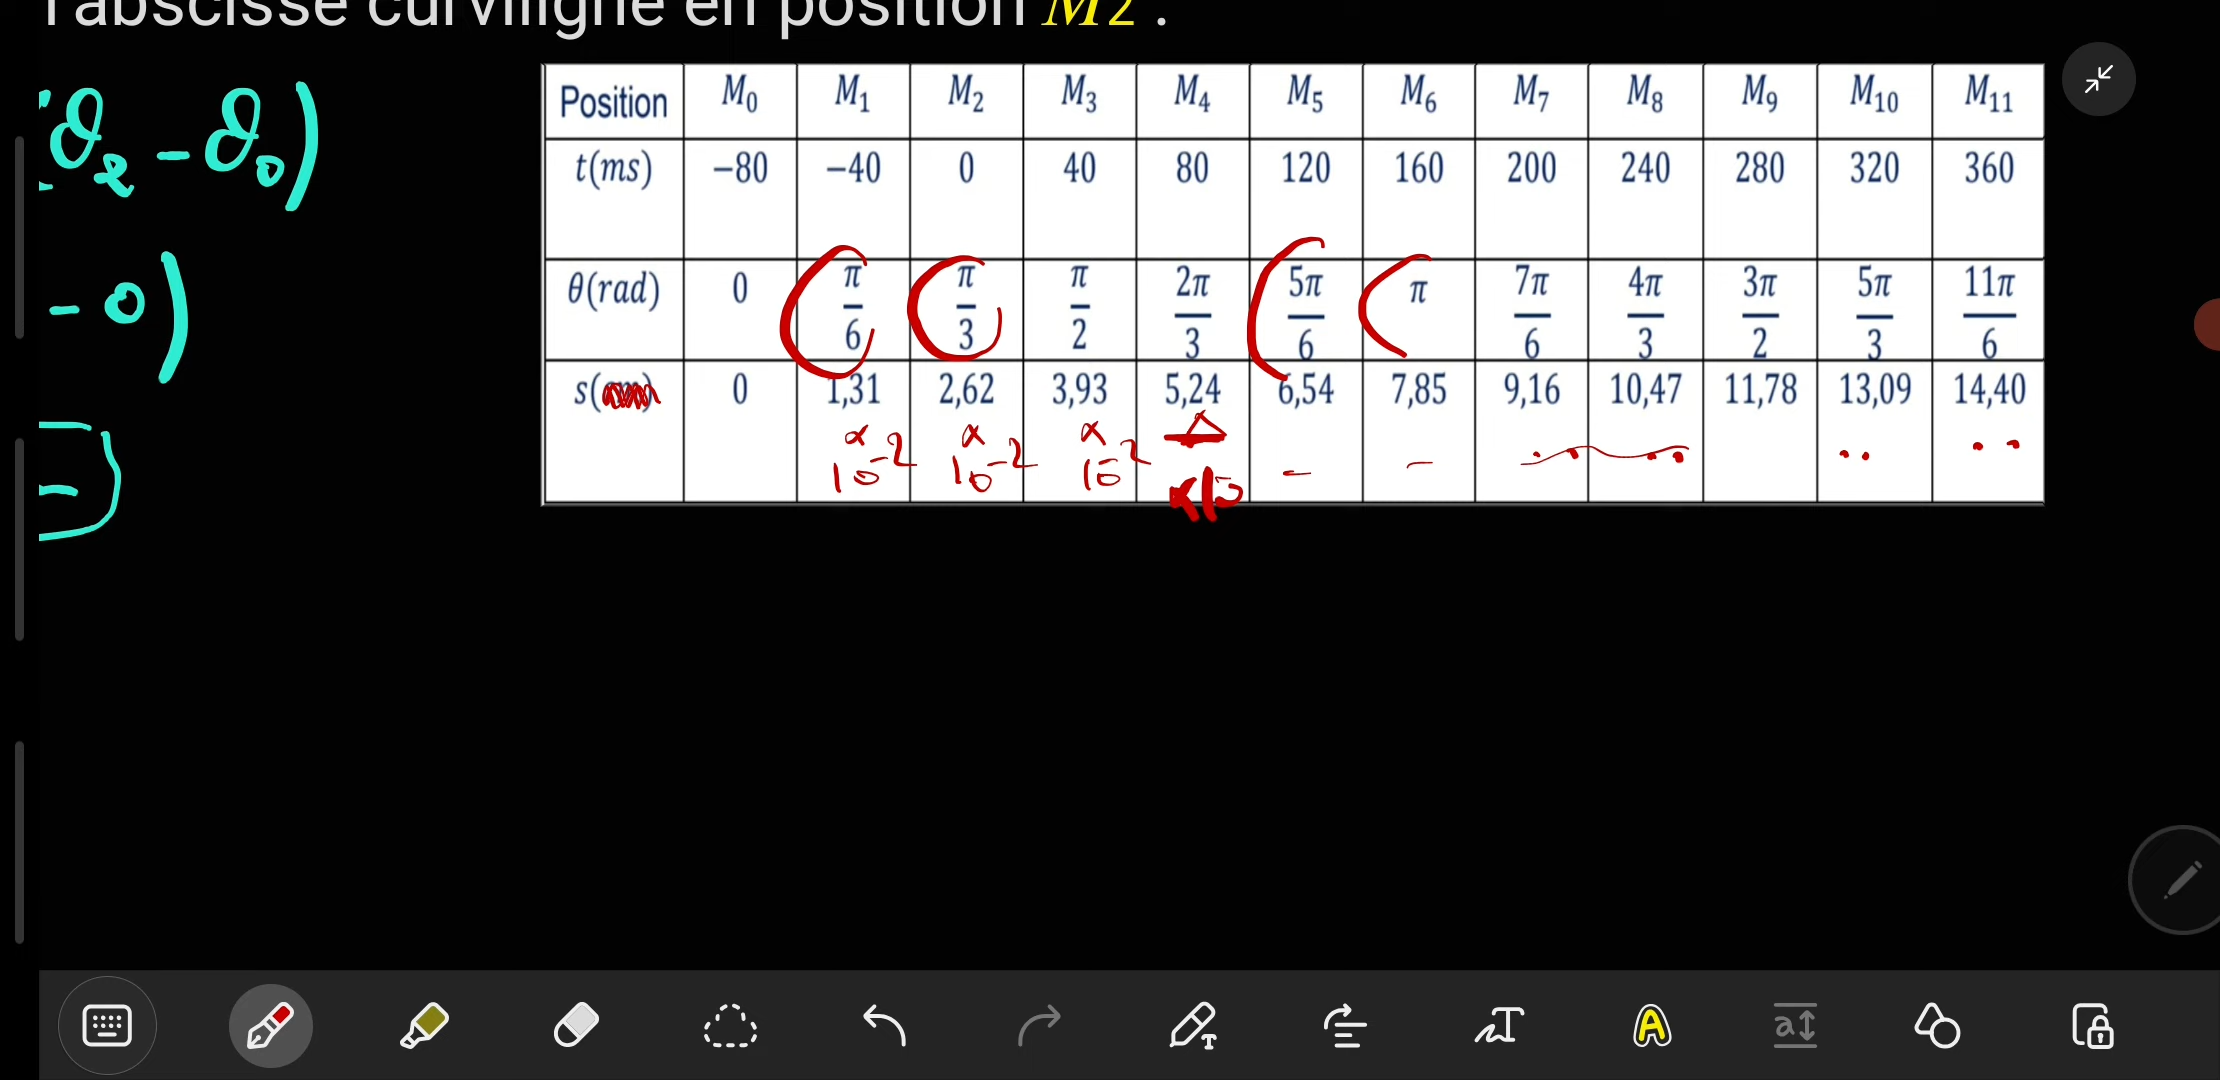 l'abscisse curviligne en position M2 .
(θ₂ - θ₀)
- 0)
Position M₀ M₁ M₂ M₃ M₄ M₅ M₆ M₇ M₈ M₉ M₁₀ M₁₁
t(ms) −80 −40 0 40 80 120 160 200 240 280 320 360
θ(rad) 0 π/6 π/3 π/2 2π/3 5π/6 π 7π/6 4π/3 3π/2 5π/3 11π/6
s( 0 1,31 2,62 3,93 5,24 6,54 7,85 9,16 10,47 11,78 13,09 14,40
x x x
10⁻² 10⁻² 10⁻² x10